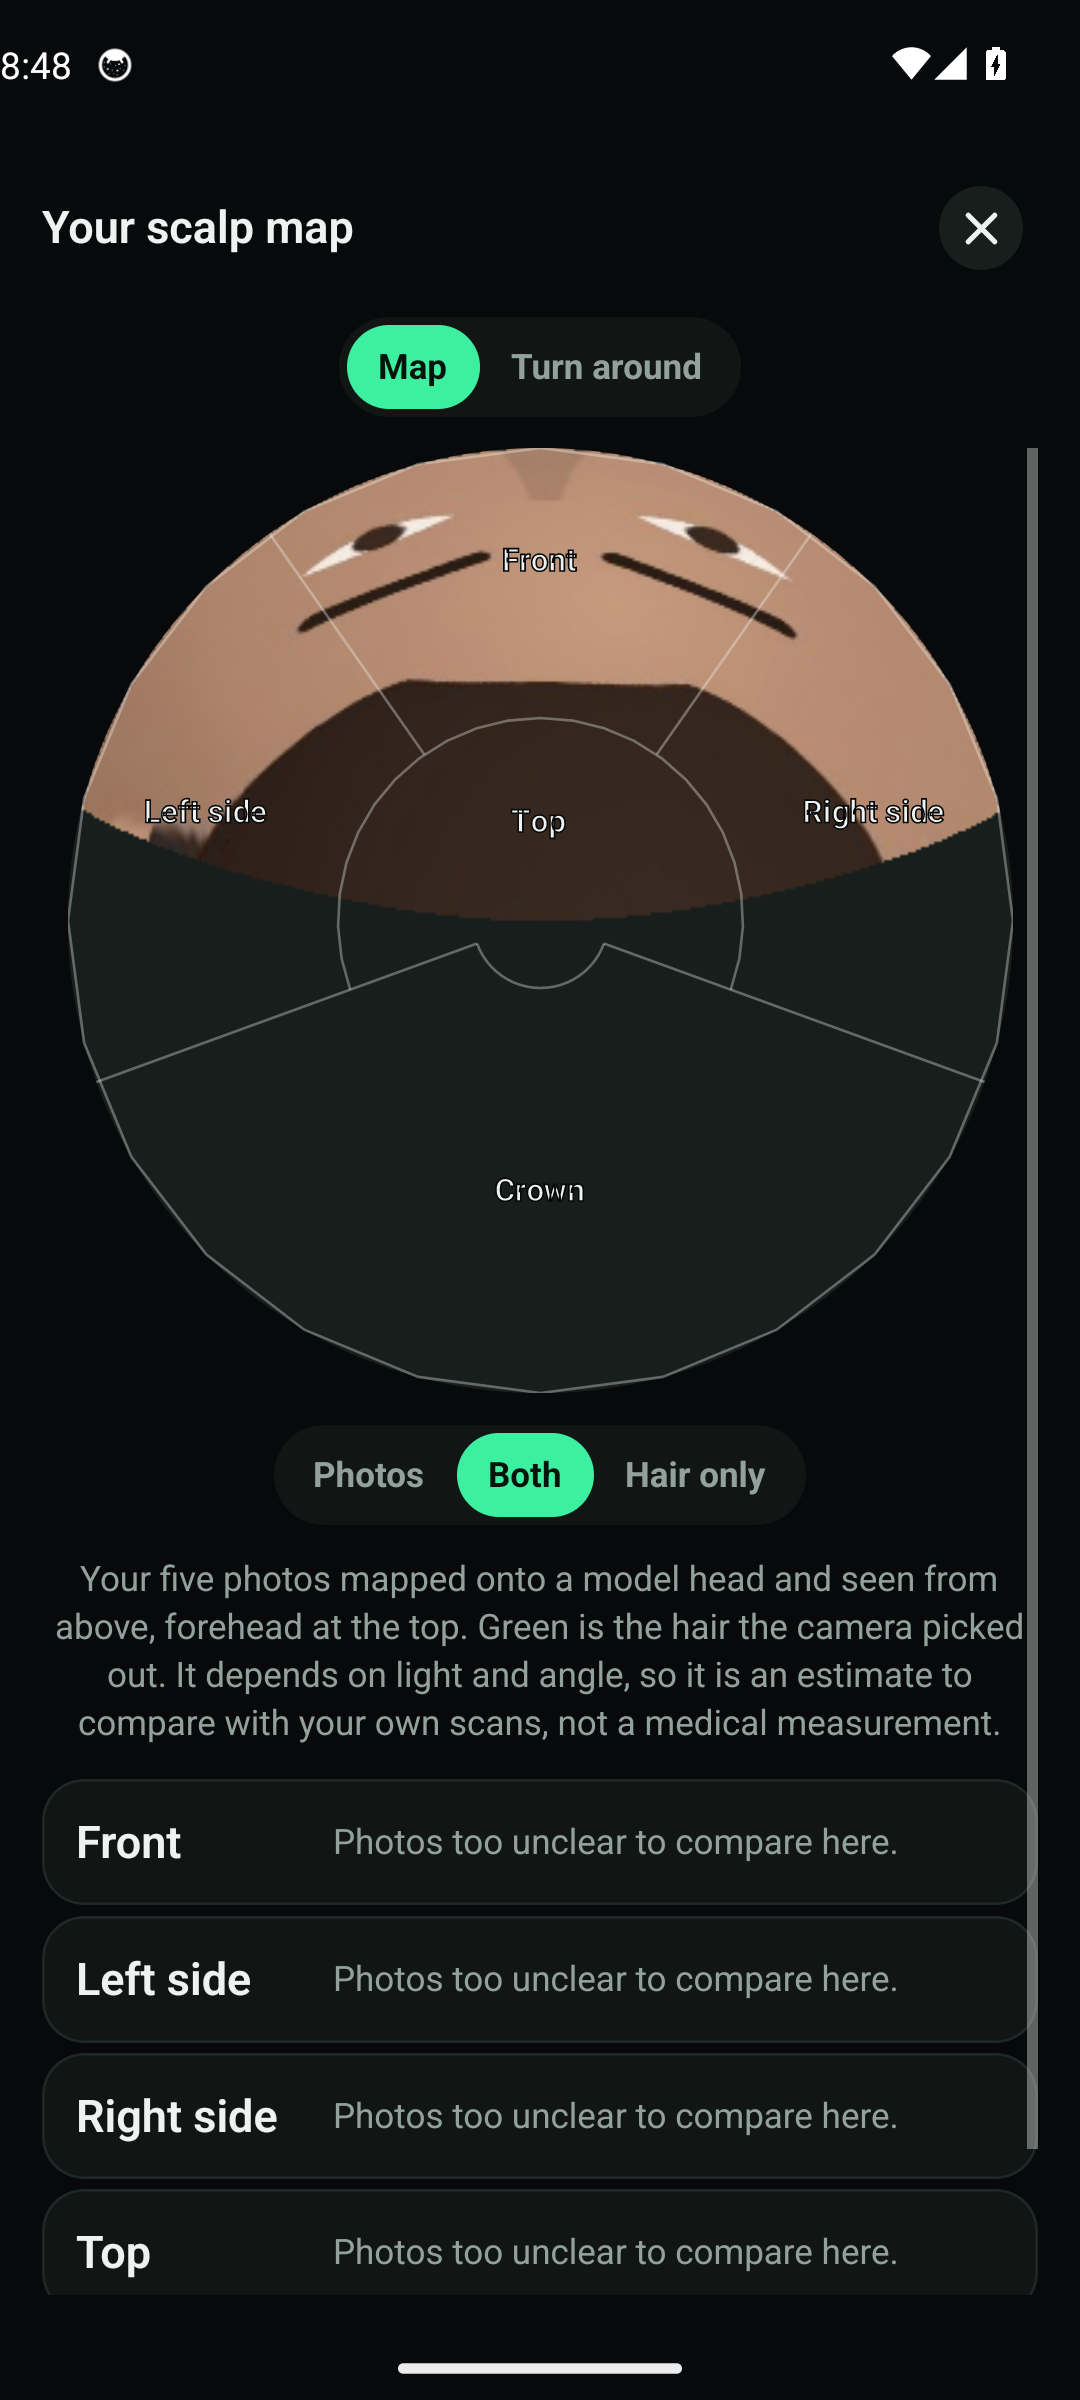 8:48
Your scalp map
Map
Turn around
Front
Left side
Top
Right side
Crown
Photos
Both
Hair only
Your five photos mapped onto a model head and seen from
above, forehead at the top. Green is the hair the camera picked
out. It depends on light and angle, so it is an estimate to
compare with your own scans, not a medical measurement.
Front
Photos too unclear to compare here.
Left side
Photos too unclear to compare here.
Right side
Photos too unclear to compare here.
Top
Photos too unclear to compare here.